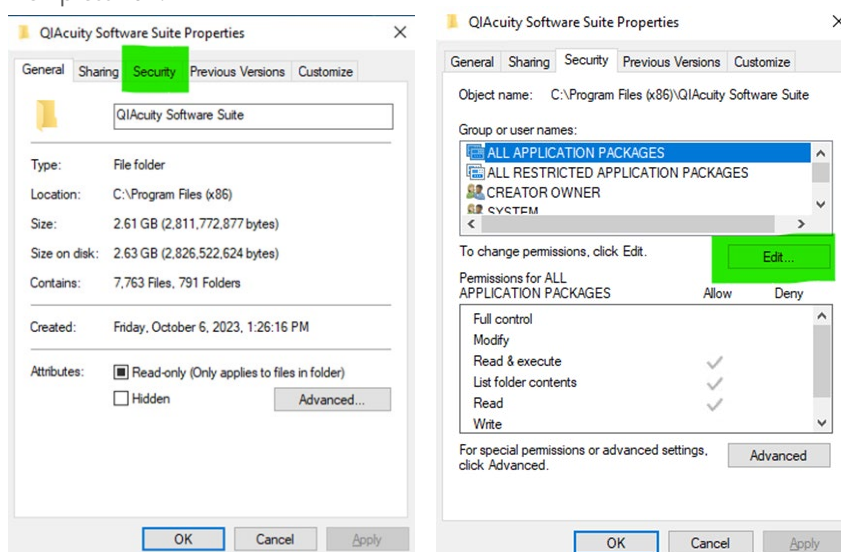 QIAcuity Software Suite Properties
General Sharing Security Previous Versions Customize
QIAcuity Software Suite
Type: File folder
Location: C:\Program Files (x86)
Size: 2.61 GB (2,811,772,877 bytes)
Size on disk: 2.63 GB (2,826,522,624 bytes)
Contains: 7,763 Files, 791 Folders
Created: Friday, October 6, 2023, 1:26:16 PM
Attributes: Read-only (Only applies to files in folder)
Hidden Advanced...
OK Cancel Apply
QIAcuity Software Suite Properties
General Sharing Security Previous Versions Customize
Object name: C:\Program Files (x86)\QIAcuity Software Suite
Group or user names:
ALL APPLICATION PACKAGES
ALL RESTRICTED APPLICATION PACKAGES
CREATOR OWNER
SYSTEM
To change permissions, click Edit. Edit...
Permissions for ALL
APPLICATION PACKAGES Allow Deny
Full control
Modify
Read & execute
List folder contents
Read
Write
For special permissions or advanced settings,
click Advanced. Advanced
OK Cancel Apply